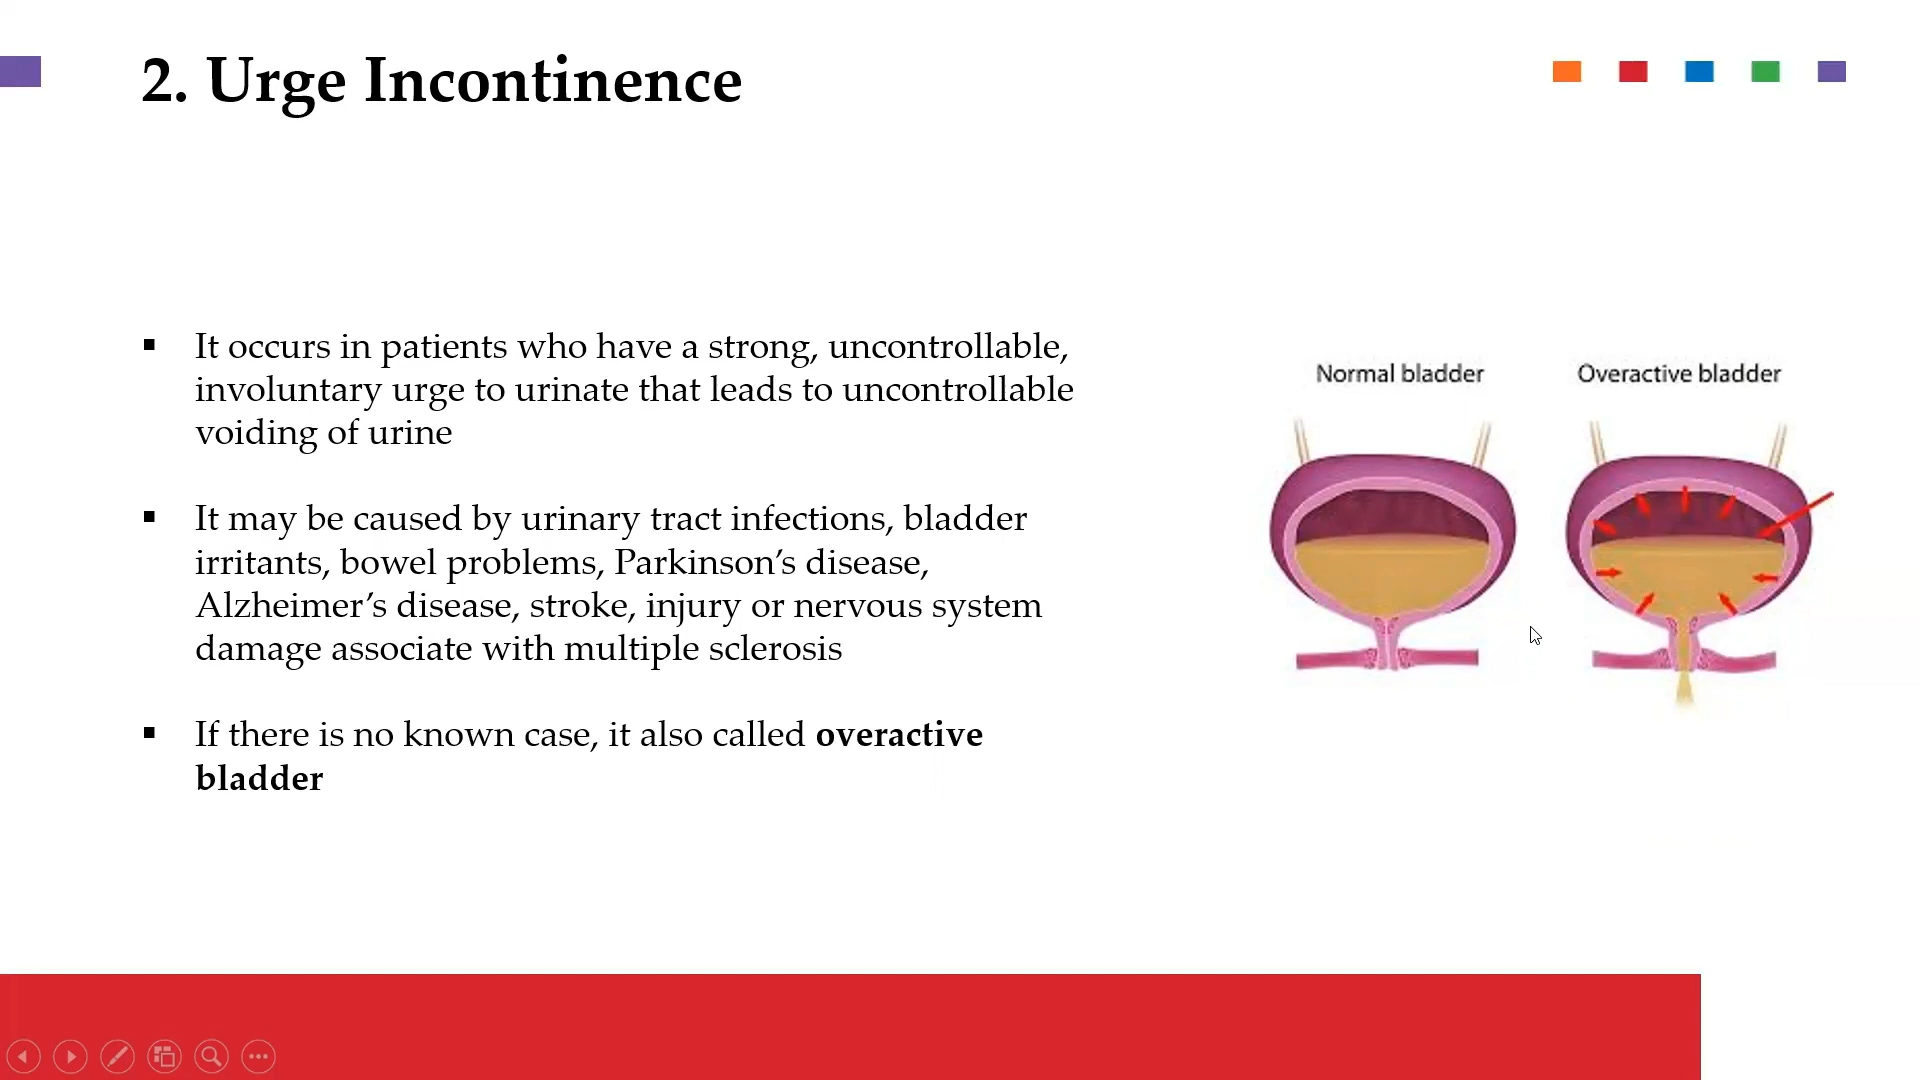 2. Urge Incontinence
▪ It occurs in patients who have a strong, uncontrollable,
involuntary urge to urinate that leads to uncontrollable
voiding of urine
▪ It may be caused by urinary tract infections, bladder
irritants, bowel problems, Parkinson’s disease,
Alzheimer’s disease, stroke, injury or nervous system
damage associate with multiple sclerosis
▪ If there is no known case, it also called overactive
bladder
Normal bladder
Overactive bladder